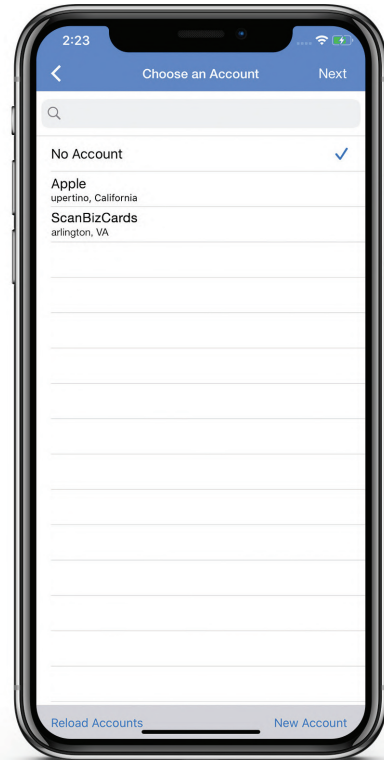 2:23
Choose an Account Next
No Account
Apple
upertino, California
ScanBizCards
arlington, VA
Reload Accounts New Account